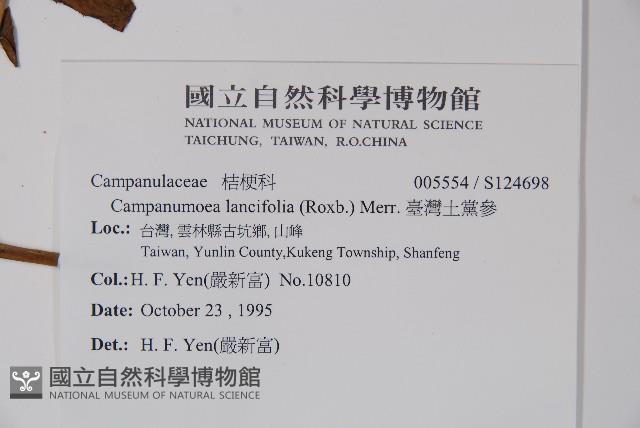 國立自然科學博物館
NATIONAL MUSEUM OF NATURAL SCIENCE
TAICHUNG, TAIWAN, R.O.CHINA
Campanulaceae 桔梗科 005554 / S124698
Campanumoea lancifolia (Roxb.) Merr. 臺灣土黨參
Loc.: 台灣, 雲林縣古坑鄉, 山峰
Taiwan, Yunlin County,Kukeng Township, Shanfeng
Col.: H. F. Yen(嚴新富) No.10810
Date: October 23 , 1995
Det.: H. F. Yen(嚴新富)
國立自然科學博物館
NATIONAL MUSEUM OF NATURAL SCIENCE